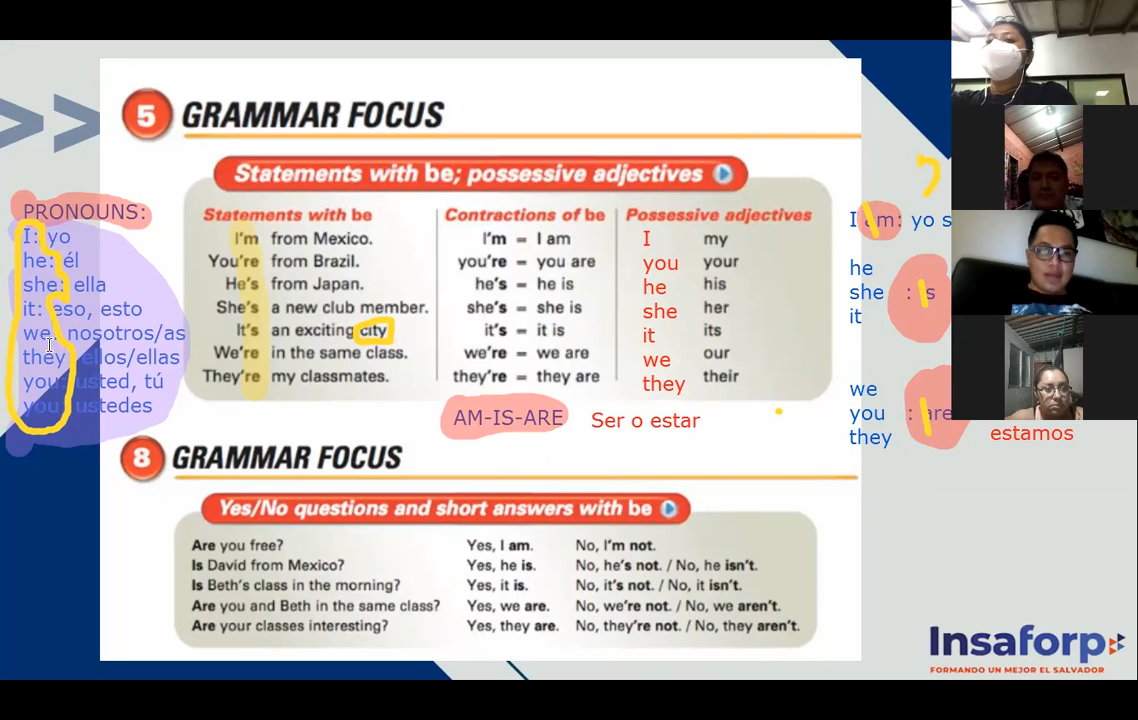 5 GRAMMAR FOCUS
Statements with be; possessive adjectives
Statements with be Contractions of be Possessive adjectives
I'm from Mexico. I'm = I am I my
You're from Brazil. you're = you are you your
He's from Japan. he's = he is he his
She's a new club member. she's = she is she her
It's an exciting city it's = it is it its
We're in the same class. we're = we are we our
They're my classmates. they're = they are they their
PRONOUNS:
I: yo
he: él
she: ella
it: eso, esto
we: nosotros/as
they ellos/ellas
you: usted, tú
you: ustedes
I am: yo s
he
she : is
it
we
you : are
they
estamos
AM-IS-ARE Ser o estar
8 GRAMMAR FOCUS
Yes/No questions and short answers with be
Are you free? Yes, I am. No, I'm not.
Is David from Mexico? Yes, he is. No, he's not. / No, he isn't.
Is Beth's class in the morning? Yes, it is. No, it's not. / No, it isn't.
Are you and Beth in the same class? Yes, we are. No, we're not. / No, we aren't.
Are your classes interesting? Yes, they are. No, they're not. / No, they aren't.
Insaforp
FORMANDO UN MEJOR EL SALVADOR